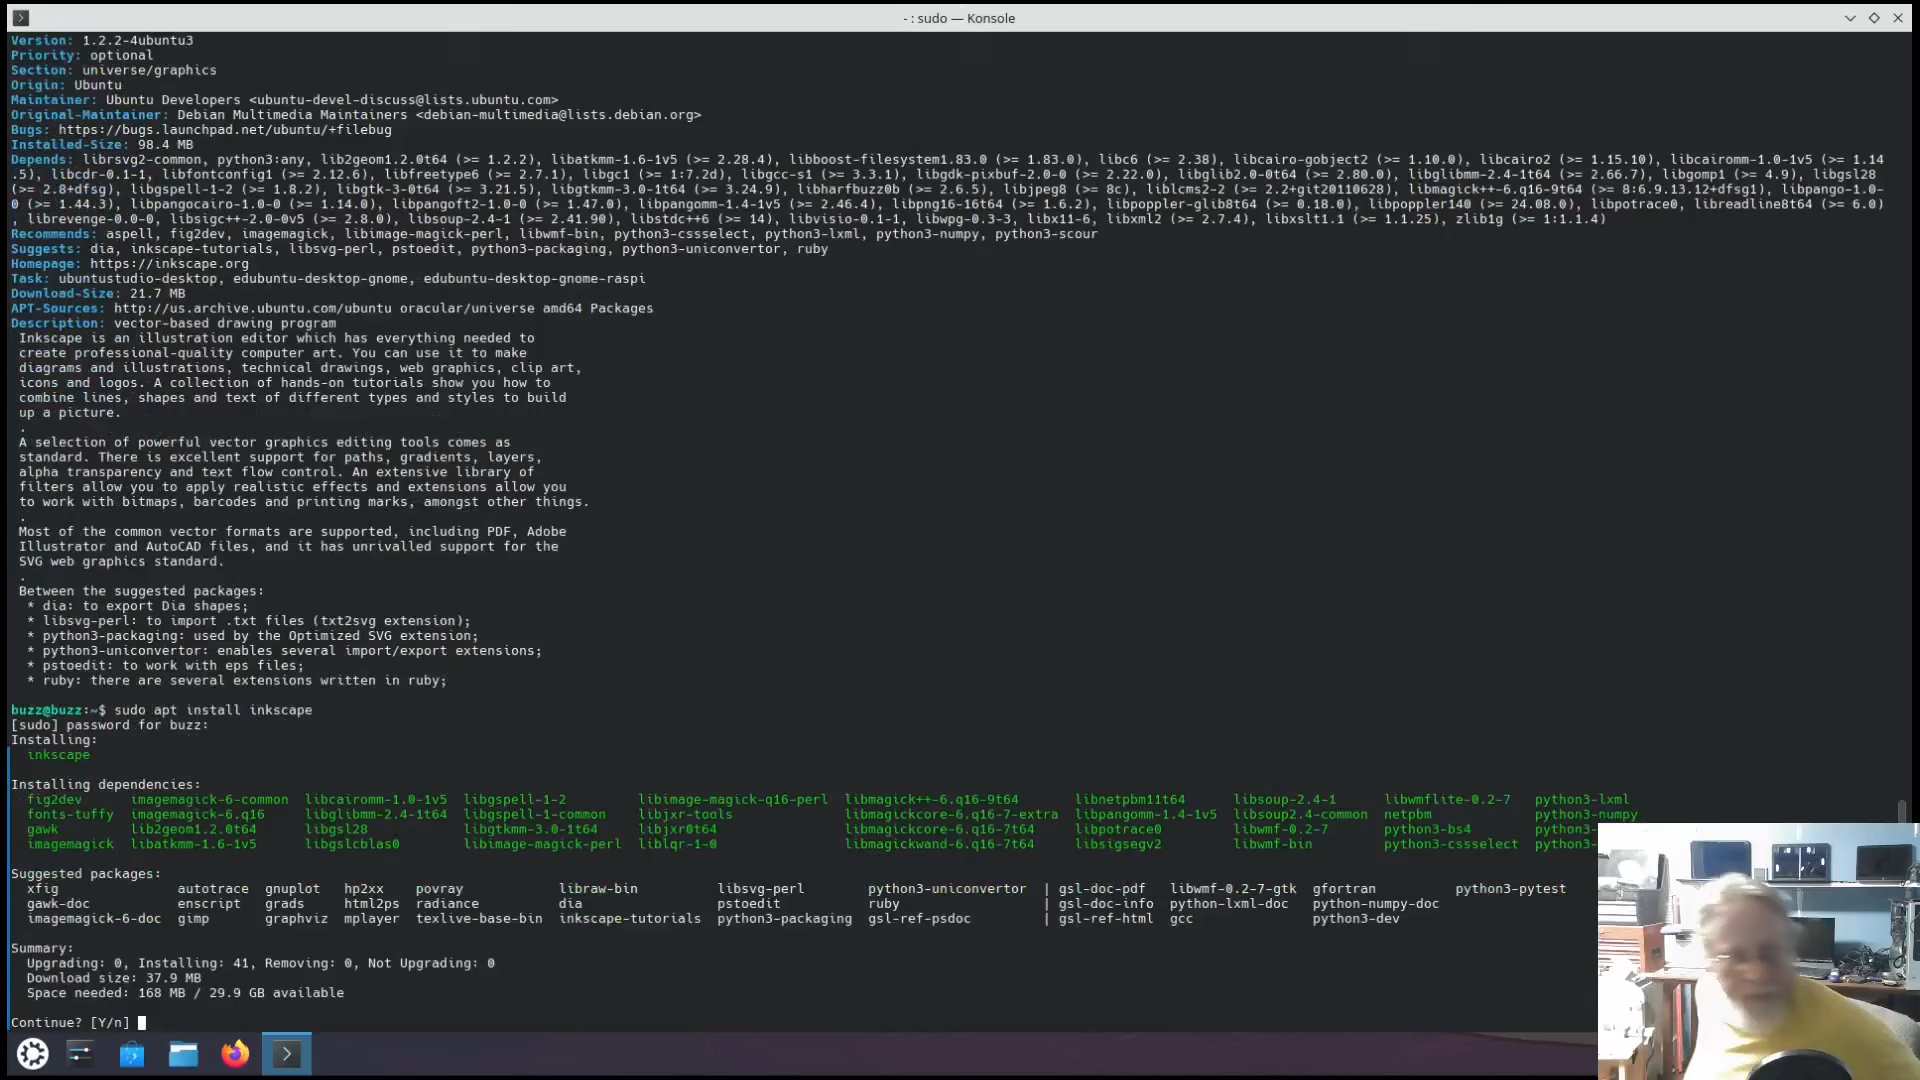 - : sudo — Konsole
Version: 1.2.2-4ubuntu3
Priority: optional
Section: universe/graphics
Origin: Ubuntu
Maintainer: Ubuntu Developers <ubuntu-devel-discuss@lists.ubuntu.com>
Original-Maintainer: Debian Multimedia Maintainers <debian-multimedia@lists.debian.org>
Bugs: https://bugs.launchpad.net/ubuntu/+filebug
Installed-Size: 98.4 MB
Depends: librsvg2-common, python3:any, lib2geom1.2.0t64 (>= 1.2.2), libatkmm-1.6-1v5 (>= 2.28.4), libboost-filesystem1.83.0 (>= 1.83.0), libc6 (>= 2.38), libcairo-gobject2 (>= 1.10.0), libcairo2 (>= 1.15.10), libcairomm-1.0-1v5 (>= 1.14
.5), libcdr-0.1-1, libfontconfig1 (>= 2.12.6), libfreetype6 (>= 2.7.1), libgc1 (>= 1:7.2d), libgcc-s1 (>= 3.3.1), libgdk-pixbuf-2.0-0 (>= 2.22.0), libglib2.0-0t64 (>= 2.80.0), libglibmm-2.4-1t64 (>= 2.66.7), libgomp1 (>= 4.9), libgsl28
(>= 2.8+dfsg), libgspell-1-2 (>= 1.8.2), libgtk-3-0t64 (>= 3.21.5), libgtkmm-3.0-1t64 (>= 3.24.9), libharfbuzz0b (>= 2.6.5), libjpeg8 (>= 8c), liblcms2-2 (>= 2.2+git20110628), libmagick++-6.q16-9t64 (>= 8:6.9.13.12+dfsg1), libpango-1.0-
0 (>= 1.44.3), libpangocairo-1.0-0 (>= 1.14.0), libpangoft2-1.0-0 (>= 1.47.0), libpangomm-1.4-1v5 (>= 2.46.4), libpng16-16t64 (>= 1.6.2), libpoppler-glib8t64 (>= 0.18.0), libpoppler140 (>= 24.08.0), libpotrace0, libreadline8t64 (>= 6.0)
, librevenge-0.0-0, libsigc++-2.0-0v5 (>= 2.8.0), libsoup-2.4-1 (>= 2.41.90), libstdc++6 (>= 14), libvisio-0.1-1, libwpg-0.3-3, libx11-6, libxml2 (>= 2.7.4), libxslt1.1 (>= 1.1.25), zlib1g (>= 1:1.1.4)
Recommends: aspell, fig2dev, imagemagick, libimage-magick-perl, libwmf-bin, python3-cssselect, python3-lxml, python3-numpy, python3-scour
Suggests: dia, inkscape-tutorials, libsvg-perl, pstoedit, python3-packaging, python3-uniconvertor, ruby
Homepage: https://inkscape.org
Task: ubuntustudio-desktop, edubuntu-desktop-gnome, edubuntu-desktop-gnome-raspi
Download-Size: 21.7 MB
APT-Sources: http://us.archive.ubuntu.com/ubuntu oracular/universe amd64 Packages
Description: vector-based drawing program
Inkscape is an illustration editor which has everything needed to
create professional-quality computer art. You can use it to make
diagrams and illustrations, technical drawings, web graphics, clip art,
icons and logos. A collection of hands-on tutorials show you how to
combine lines, shapes and text of different types and styles to build
up a picture.
.
A selection of powerful vector graphics editing tools comes as
standard. There is excellent support for paths, gradients, layers,
alpha transparency and text flow control. An extensive library of
filters allow you to apply realistic effects and extensions allow you
to work with bitmaps, barcodes and printing marks, amongst other things.
.
Most of the common vector formats are supported, including PDF, Adobe
Illustrator and AutoCAD files, and it has unrivalled support for the
SVG web graphics standard.
.
Between the suggested packages:
* dia: to export Dia shapes;
* libsvg-perl: to import .txt files (txt2svg extension);
* python3-packaging: used by the Optimized SVG extension;
* python3-uniconvertor: enables several import/export extensions;
* pstoedit: to work with eps files;
* ruby: there are several extensions written in ruby;
buzz@buzz:~$ sudo apt install inkscape
[sudo] password for buzz:
Installing:
inkscape
Installing dependencies:
fig2dev imagemagick-6-common libcairomm-1.0-1v5 libgspell-1-2 libimage-magick-q16-perl libmagick++-6.q16-9t64 libnetpbm11t64 libsoup-2.4-1 libwmflite-0.2-7 python3-lxml
fonts-tuffy imagemagick-6.q16 libglibmm-2.4-1t64 libgspell-1-common libjxr-tools libmagickcore-6.q16-7-extra libpangomm-1.4-1v5 libsoup2.4-common netpbm python3-numpy
gawk lib2geom1.2.0t64 libgsl28 libgtkmm-3.0-1t64 libjxr0t64 libmagickcore-6.q16-7t64 libpotrace0 libwmf-0.2-7 python3-bs4 python3-
imagemagick libatkmm-1.6-1v5 libgslcblas0 libimage-magick-perl liblqr-1-0 libmagickwand-6.q16-7t64 libsigsegv2 libwmf-bin python3-cssselect python3-
Suggested packages:
xfig autotrace gnuplot hp2xx povray libraw-bin libsvg-perl python3-uniconvertor | gsl-doc-pdf libwmf-0.2-7-gtk gfortran python3-pytest
gawk-doc enscript grads html2ps radiance dia pstoedit ruby | gsl-doc-info python-lxml-doc python-numpy-doc
imagemagick-6-doc gimp graphviz mplayer texlive-base-bin inkscape-tutorials python3-packaging gsl-ref-psdoc | gsl-ref-html gcc python3-dev
Summary:
Upgrading: 0, Installing: 41, Removing: 0, Not Upgrading: 0
Download size: 37.9 MB
Space needed: 168 MB / 29.9 GB available
Continue? [Y/n]